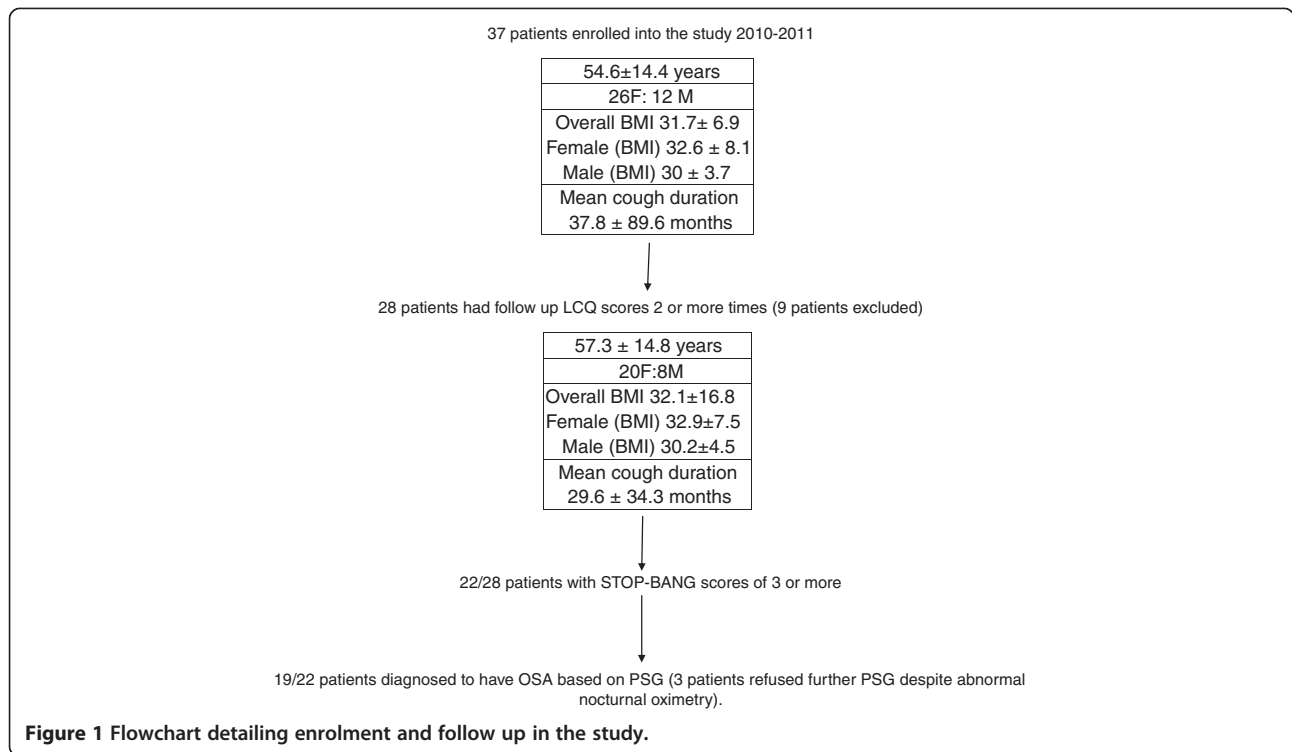 37 patients enrolled into the study 2010-2011
54.6±14.4 years
26F: 12 M
Overall BMI 31.7± 6.9
Female (BMI) 32.6 ± 8.1
Male (BMI) 30 ± 3.7
Mean cough duration
37.8 ± 89.6 months
28 patients had follow up LCQ scores 2 or more times (9 patients excluded)
57.3 ± 14.8 years
20F:8M
Overall BMI 32.1±16.8
Female (BMI) 32.9±7.5
Male (BMI) 30.2±4.5
Mean cough duration
29.6 ± 34.3 months
22/28 patients with STOP-BANG scores of 3 or more
19/22 patients diagnosed to have OSA based on PSG (3 patients refused further PSG despite abnormal
nocturnal oximetry).
Figure 1 Flowchart detailing enrolment and follow up in the study.